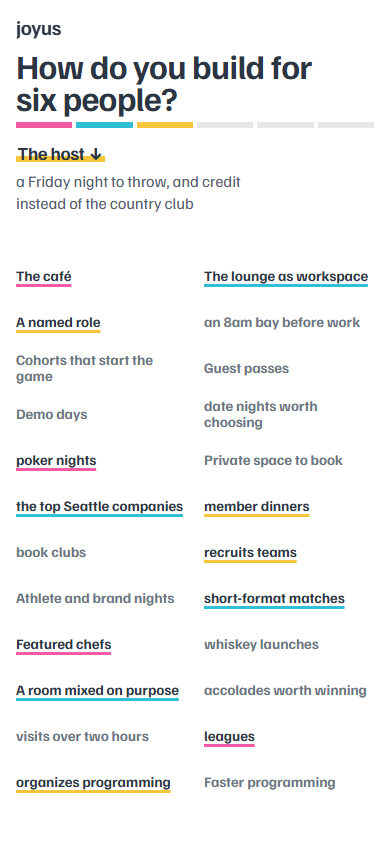 joyus
How do you build for
six people?
The host ↓
a Friday night to throw, and credit
instead of the country club
The café
The lounge as workspace
A named role
an 8am bay before work
Cohorts that start the
game
Guest passes
Demo days
date nights worth
choosing
poker nights
Private space to book
the top Seattle companies
member dinners
book clubs
recruits teams
Athlete and brand nights
short-format matches
Featured chefs
whiskey launches
A room mixed on purpose
accolades worth winning
visits over two hours
leagues
organizes programming
Faster programming